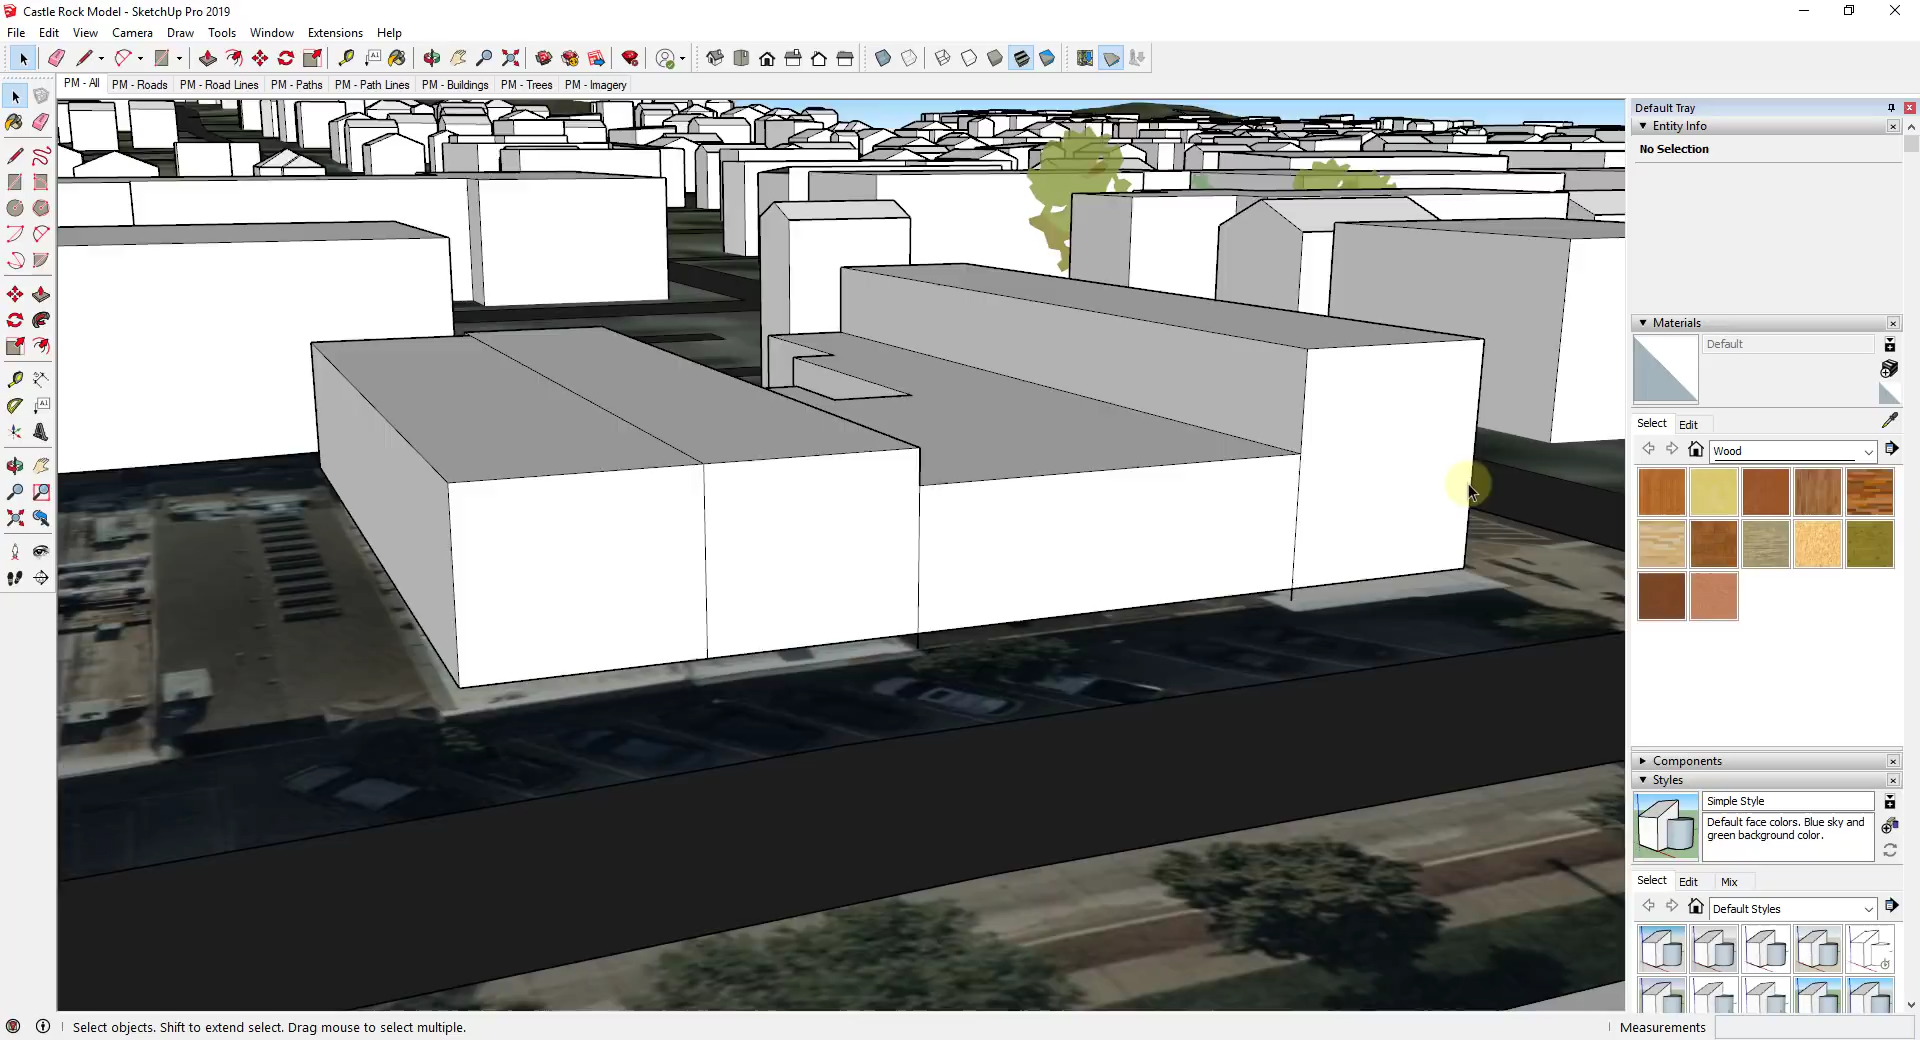 Castle Rock Model - SketchUp Pro 2019
File Edit View Camera Draw Tools Window Extensions Help
PM - All PM - Roads PM - Road Lines PM - Paths PM - Path Lines PM - Buildings PM - Trees PM - Imagery
Default Tray
Entity Info
No Selection
Materials
Default
Select Edit
Wood
Components
Styles
Simple Style
Default face colors. Blue sky and
green background color.
Select Edit Mix
Default Styles
Select objects. Shift to extend select. Drag mouse to select multiple.
Measurements